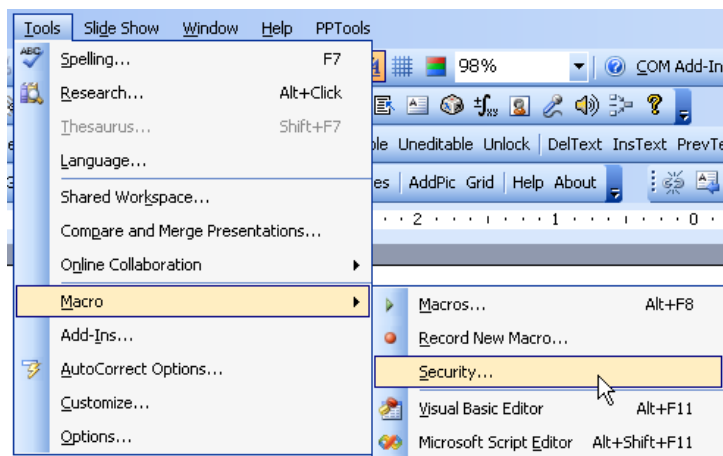 Tools Slide Show Window Help PPTools
ABC Spelling... F7
98% COM Add-In
Research... Alt+Click
Thesaurus... Shift+F7
Uneditable Unlock DelText InsText PrevTe
Language...
AddPic Grid Help About
Shared Workspace...
2 1 0
Compare and Merge Presentations...
Online Collaboration
Macro
Macros... Alt+F8
Add-Ins...
Record New Macro...
AutoCorrect Options...
Security...
Customize...
Visual Basic Editor Alt+F11
Options...
Microsoft Script Editor Alt+Shift+F11